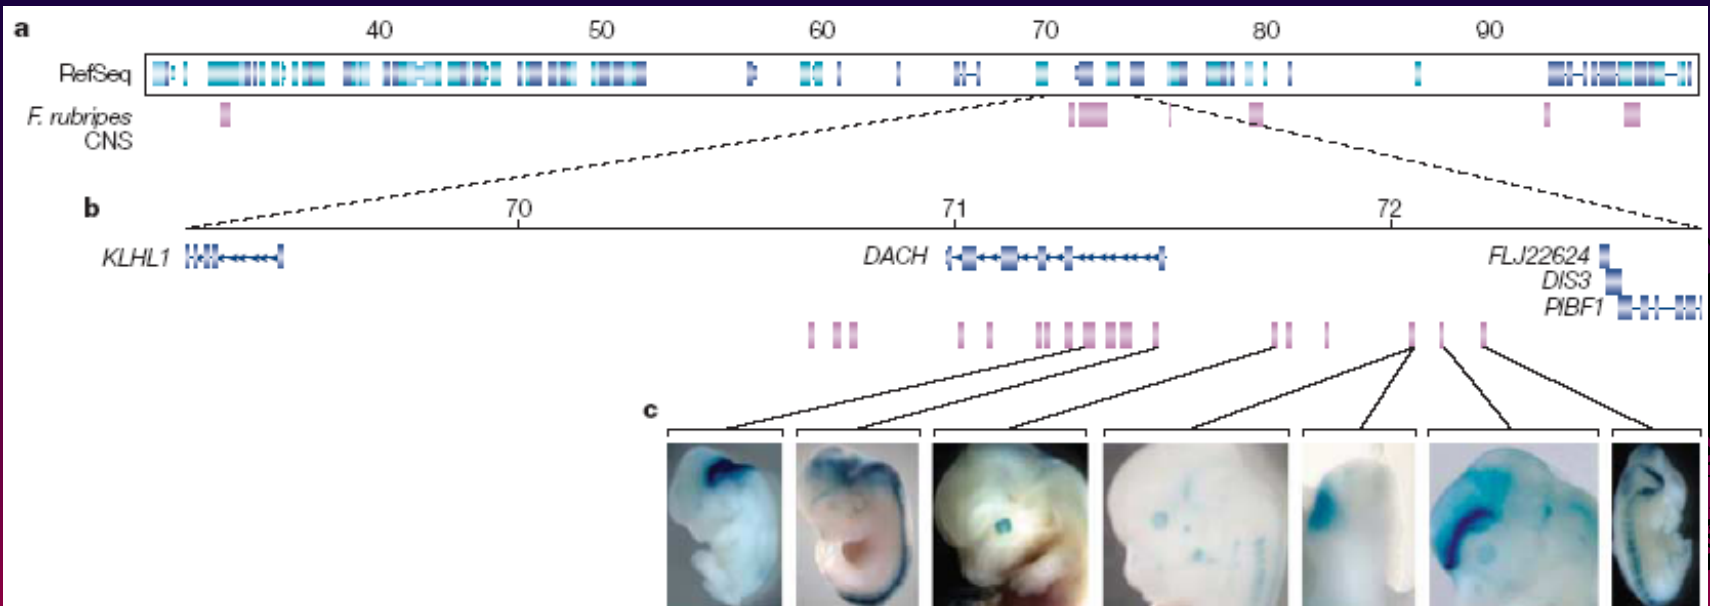 a 40 50 60 70 80 90
RefSeq
F. rubripes
CNS
b 70 71 72
KLHL1 DACH FLJ22624
DIS3
PIBF1
c